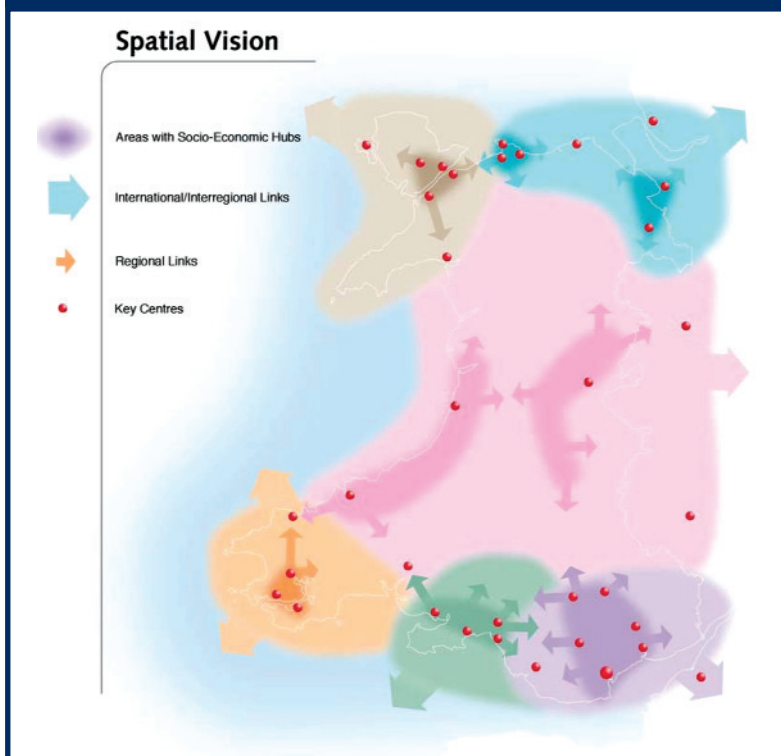 Spatial Vision
Areas with Socio-Economic Hubs
International/Interregional Links
Regional Links
Key Centres